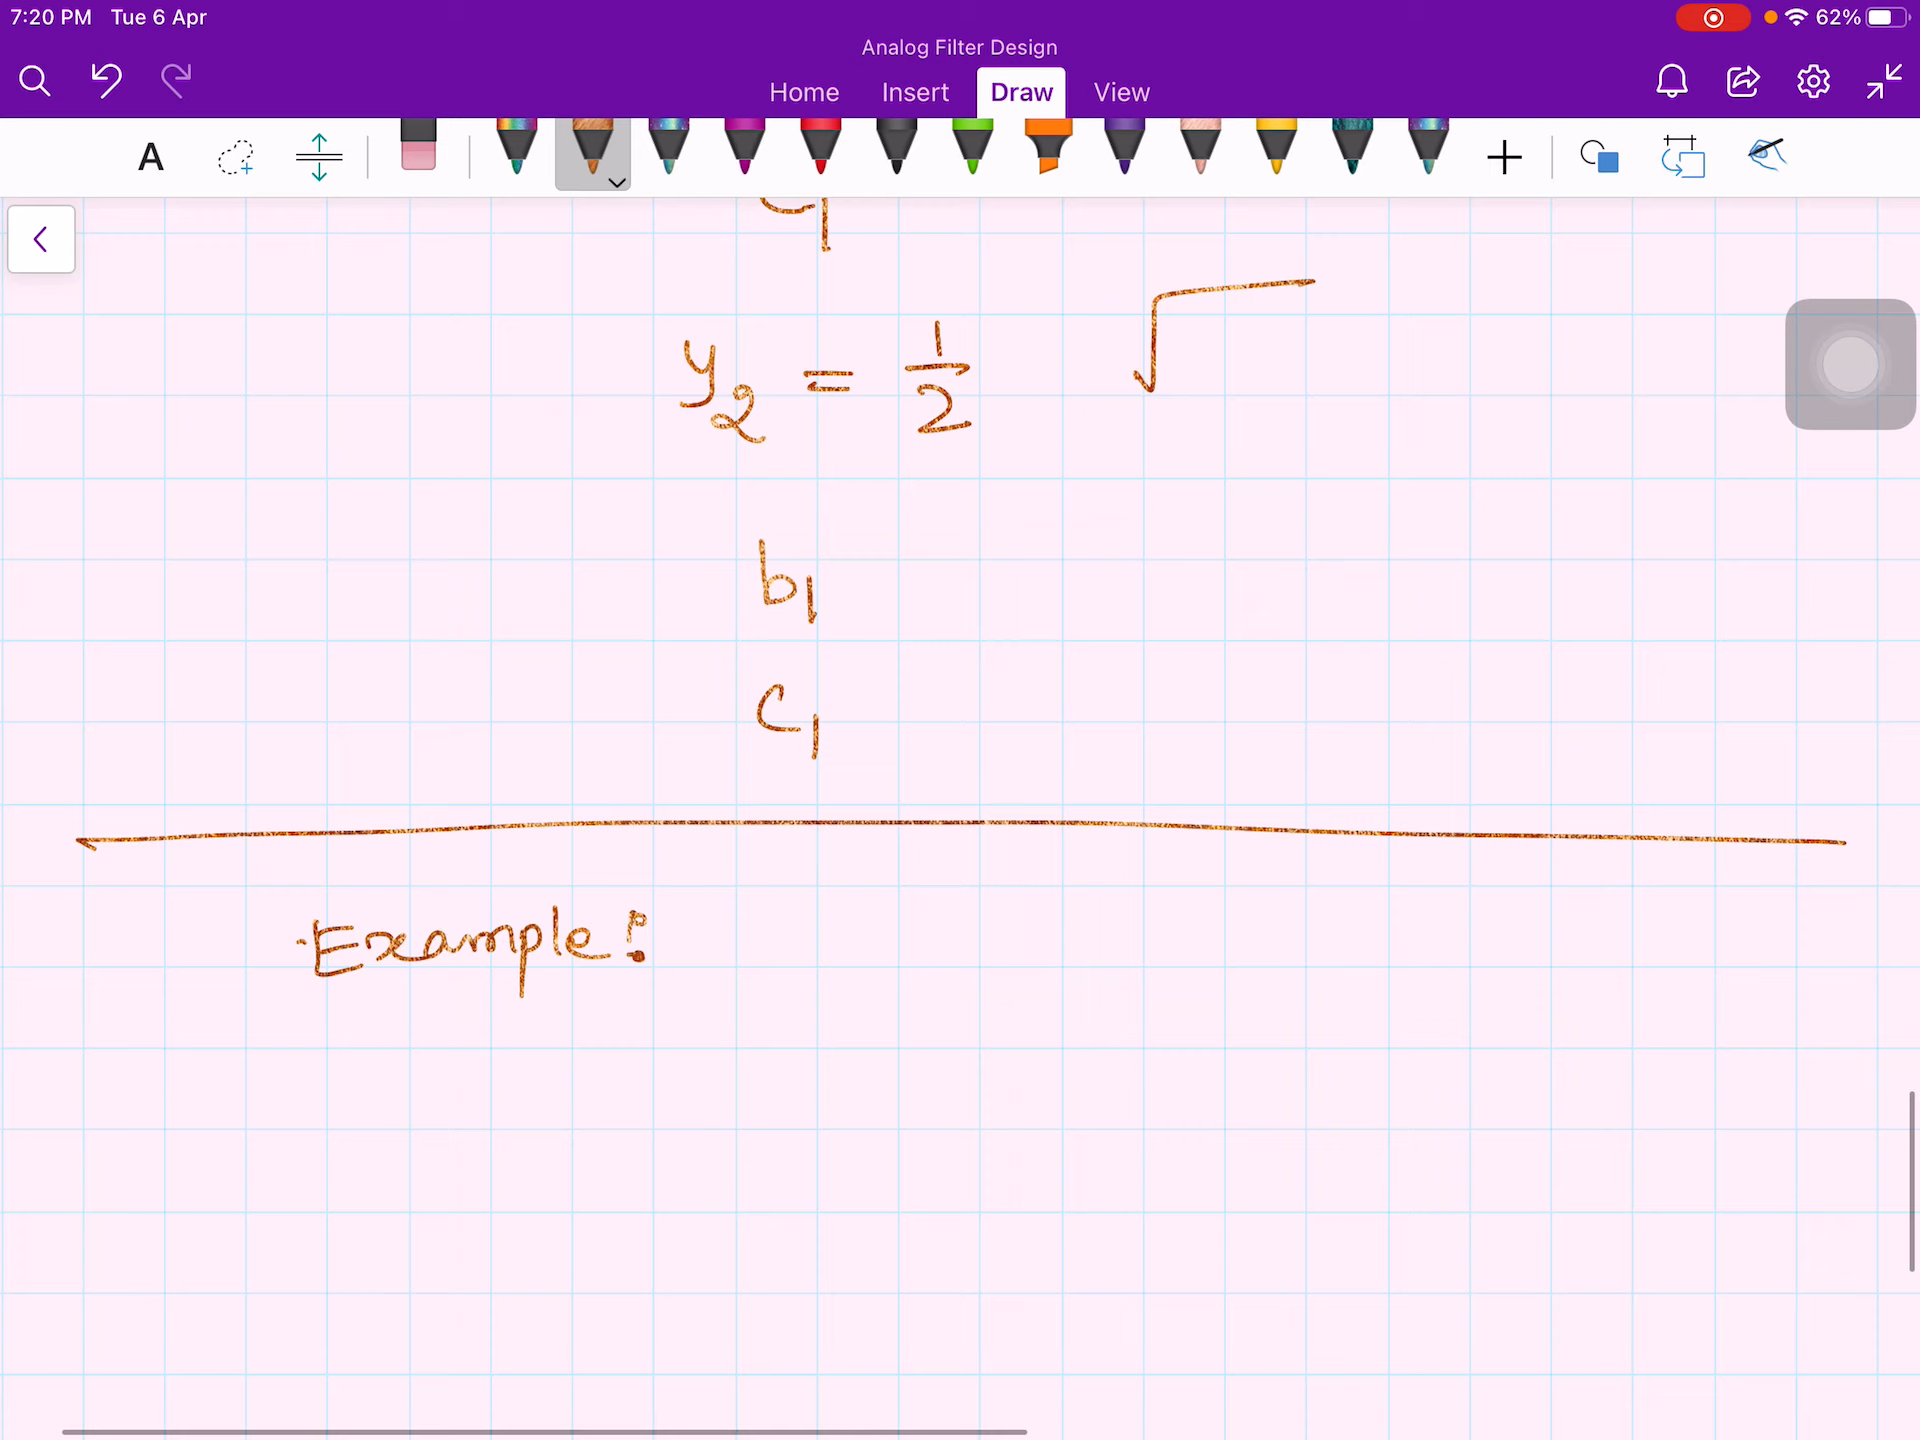 7:20 PM Tue 6 Apr
62%
Analog Filter Design
Home Insert Draw View
A
C1
y2 = 1/2 √
b1
C1
Example: